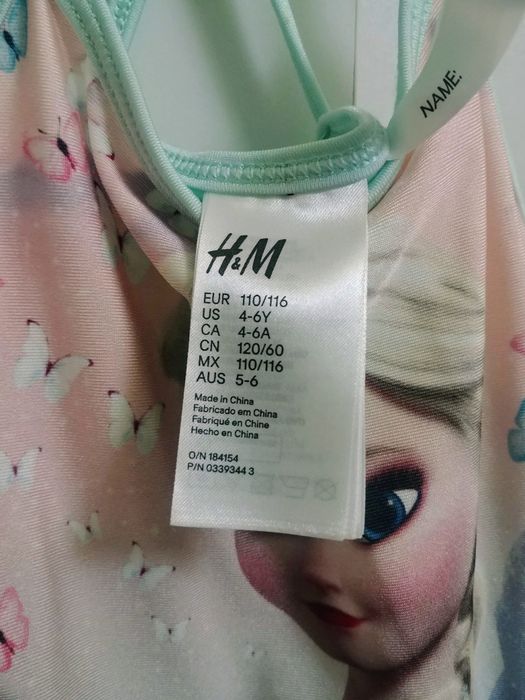 NAME:
H&M
EUR 110/116
US 4-6Y
CA 4-6A
CN 120/60
MX 110/116
AUS 5-6
Made in China
Fabricado em China
Fabriqué en Chine
Hecho en China
O/N 184154
P/N 0339344 3